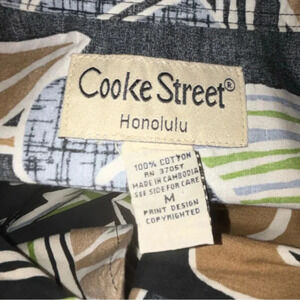 Cooke Street®
Honolulu
100% COTTON
RN 37057
MADE IN CAMBODIA
SEE SIDE FOR CARE
M
PRINT DESIGN
COPYRIGHTED